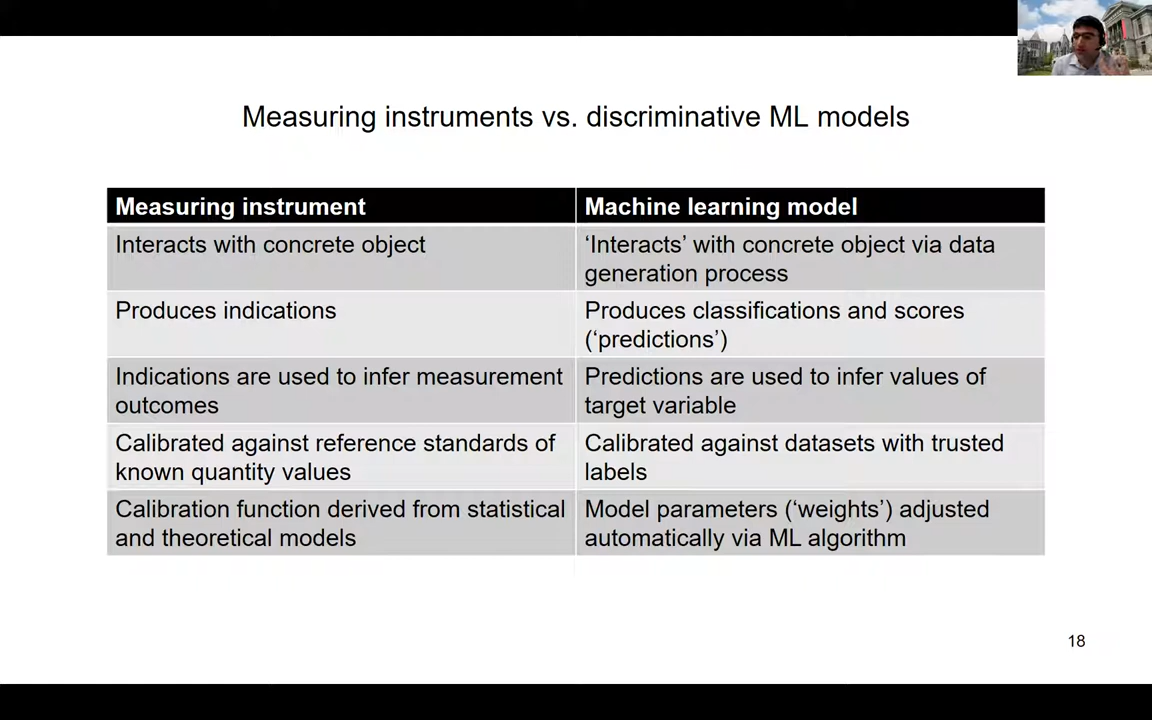 Measuring instruments vs. discriminative ML models
Measuring instrument
Machine learning model
Interacts with concrete object
‘Interacts’ with concrete object via data
generation process
Produces indications
Produces classifications and scores
(‘predictions’)
Indications are used to infer measurement
outcomes
Predictions are used to infer values of
target variable
Calibrated against reference standards of
known quantity values
Calibrated against datasets with trusted
labels
Calibration function derived from statistical
and theoretical models
Model parameters (‘weights’) adjusted
automatically via ML algorithm
18